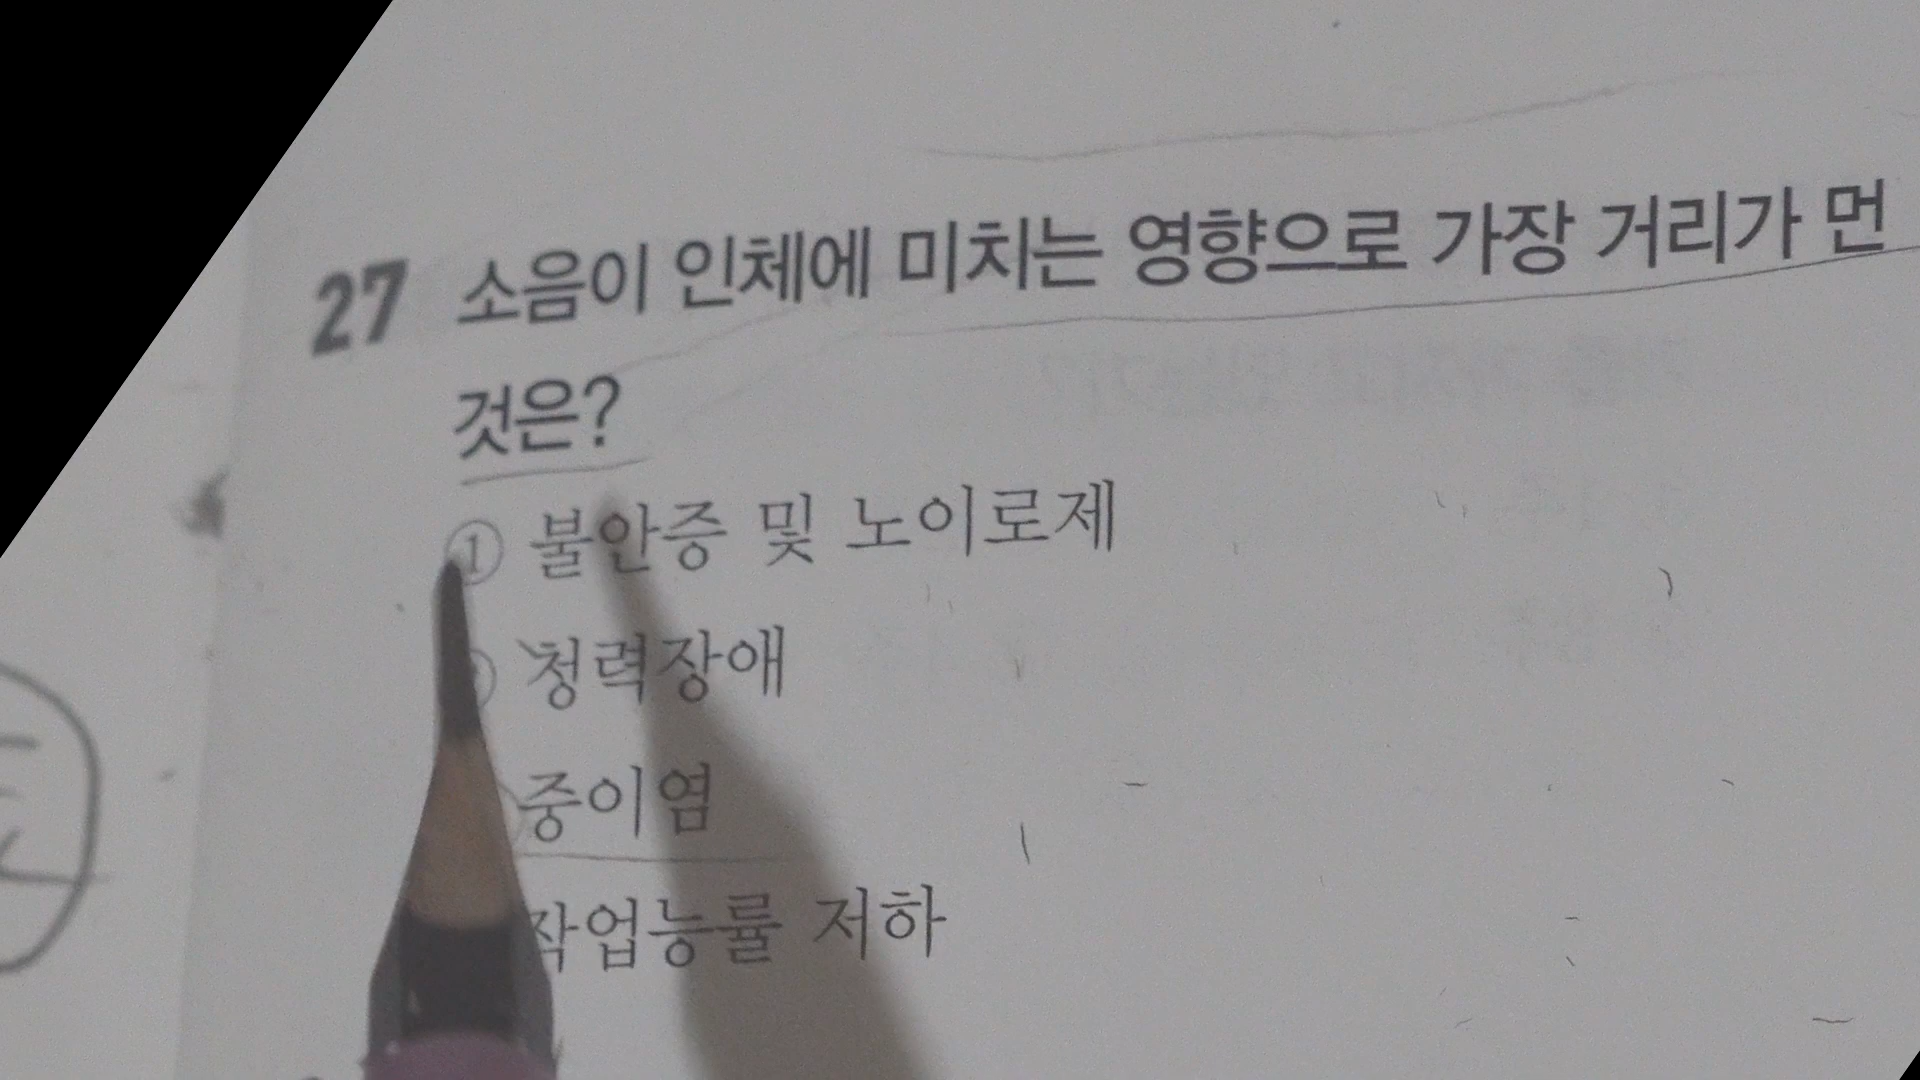 27 소음이 인체에 미치는 영향으로 가장 거리가 먼
것은?
① 불안증 및 노이로제
청력장애
중이염
작업능률 저하